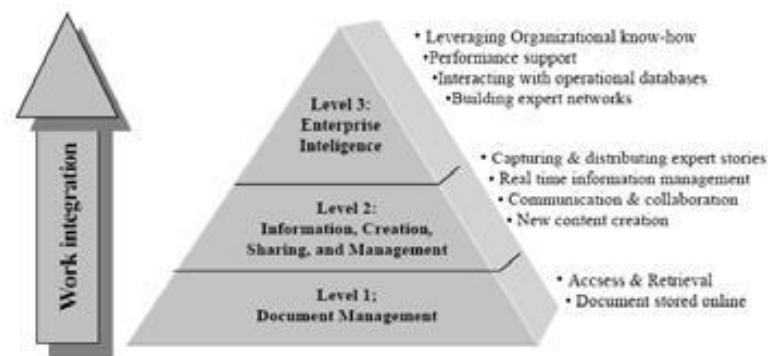 • Leveraging Organizational know-how
•Performance support
•Interacting with operational databases
•Building expert networks
Level 3:
Enterprise
Inteligence
• Capturing & distributing expert stories
• Real time information management
• Communication & collaboration
• New content creation
Level 2:
Information, Creation,
Sharing, and Management
• Accsess & Retrieval
• Document stored online
Level 1;
Document Management
Work integration